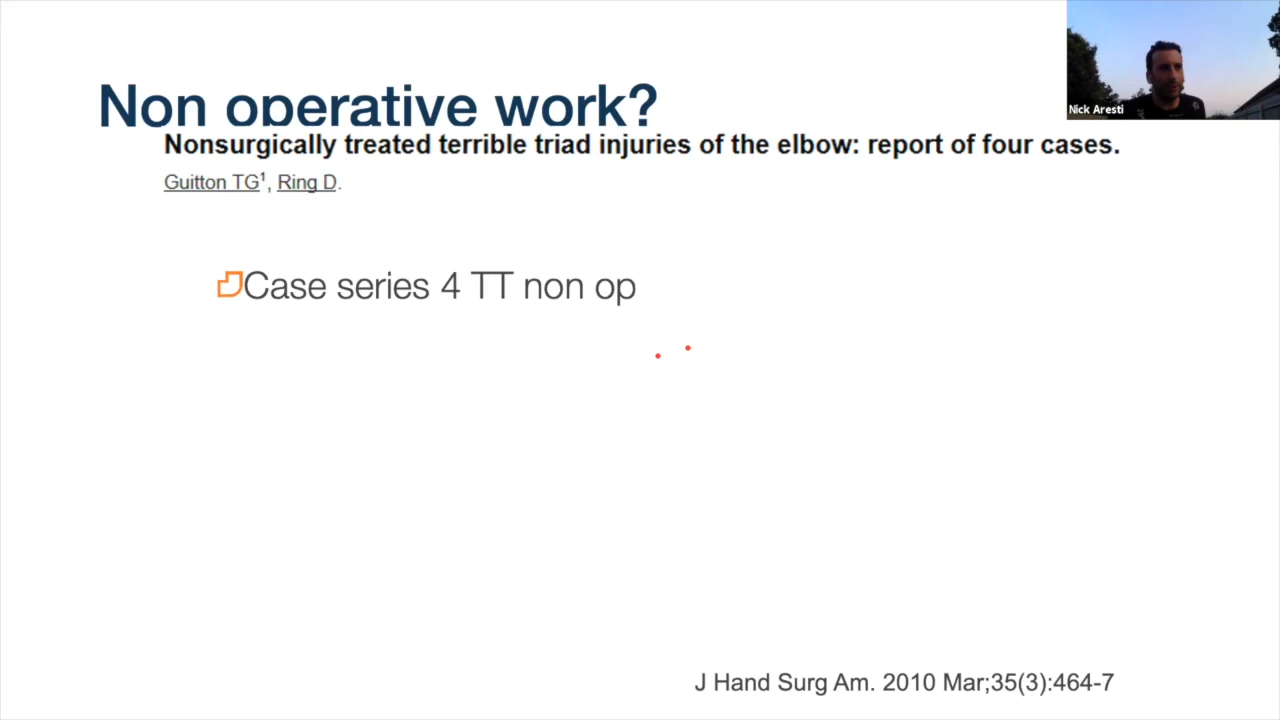 Non operative work?
Nick Aresti
Nonsurgically treated terrible triad injuries of the elbow: report of four cases.
Guitton TG1, Ring D.
Case series 4 TT non op
J Hand Surg Am. 2010 Mar;35(3):464-7